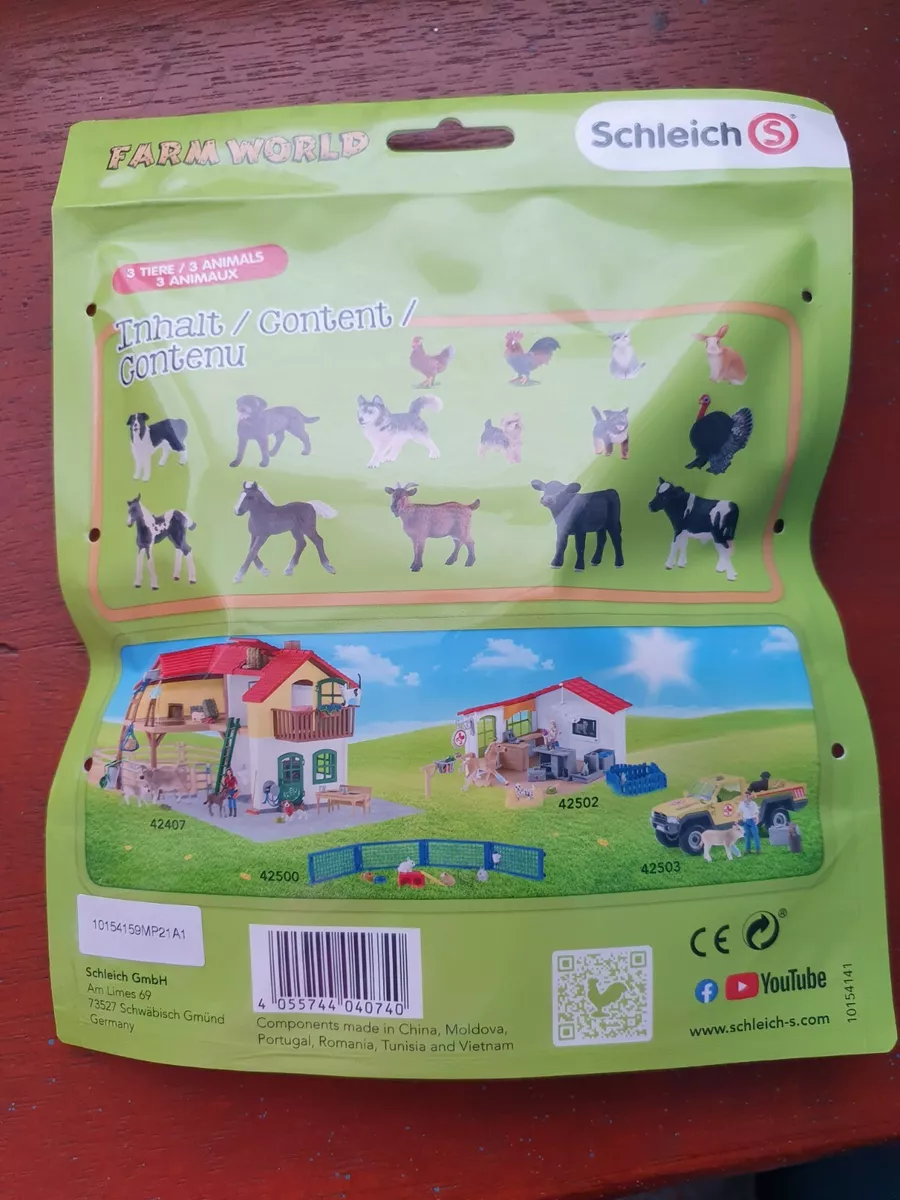 FARM WORLD
Schleich S ®
3 TIERE / 3 ANIMALS
3 ANIMAUX
Inhalt / Content /
Contenu
42407
42502
42500
42503
10154159MP21A1
Schleich GmbH
Am Limes 69
73527 Schwäbisch Gmünd
Germany
4 055744 040740
Components made in China, Moldova,
Portugal, Romania, Tunisia and Vietnam
CE ®
f YouTube
www.schleich-s.com
10154141